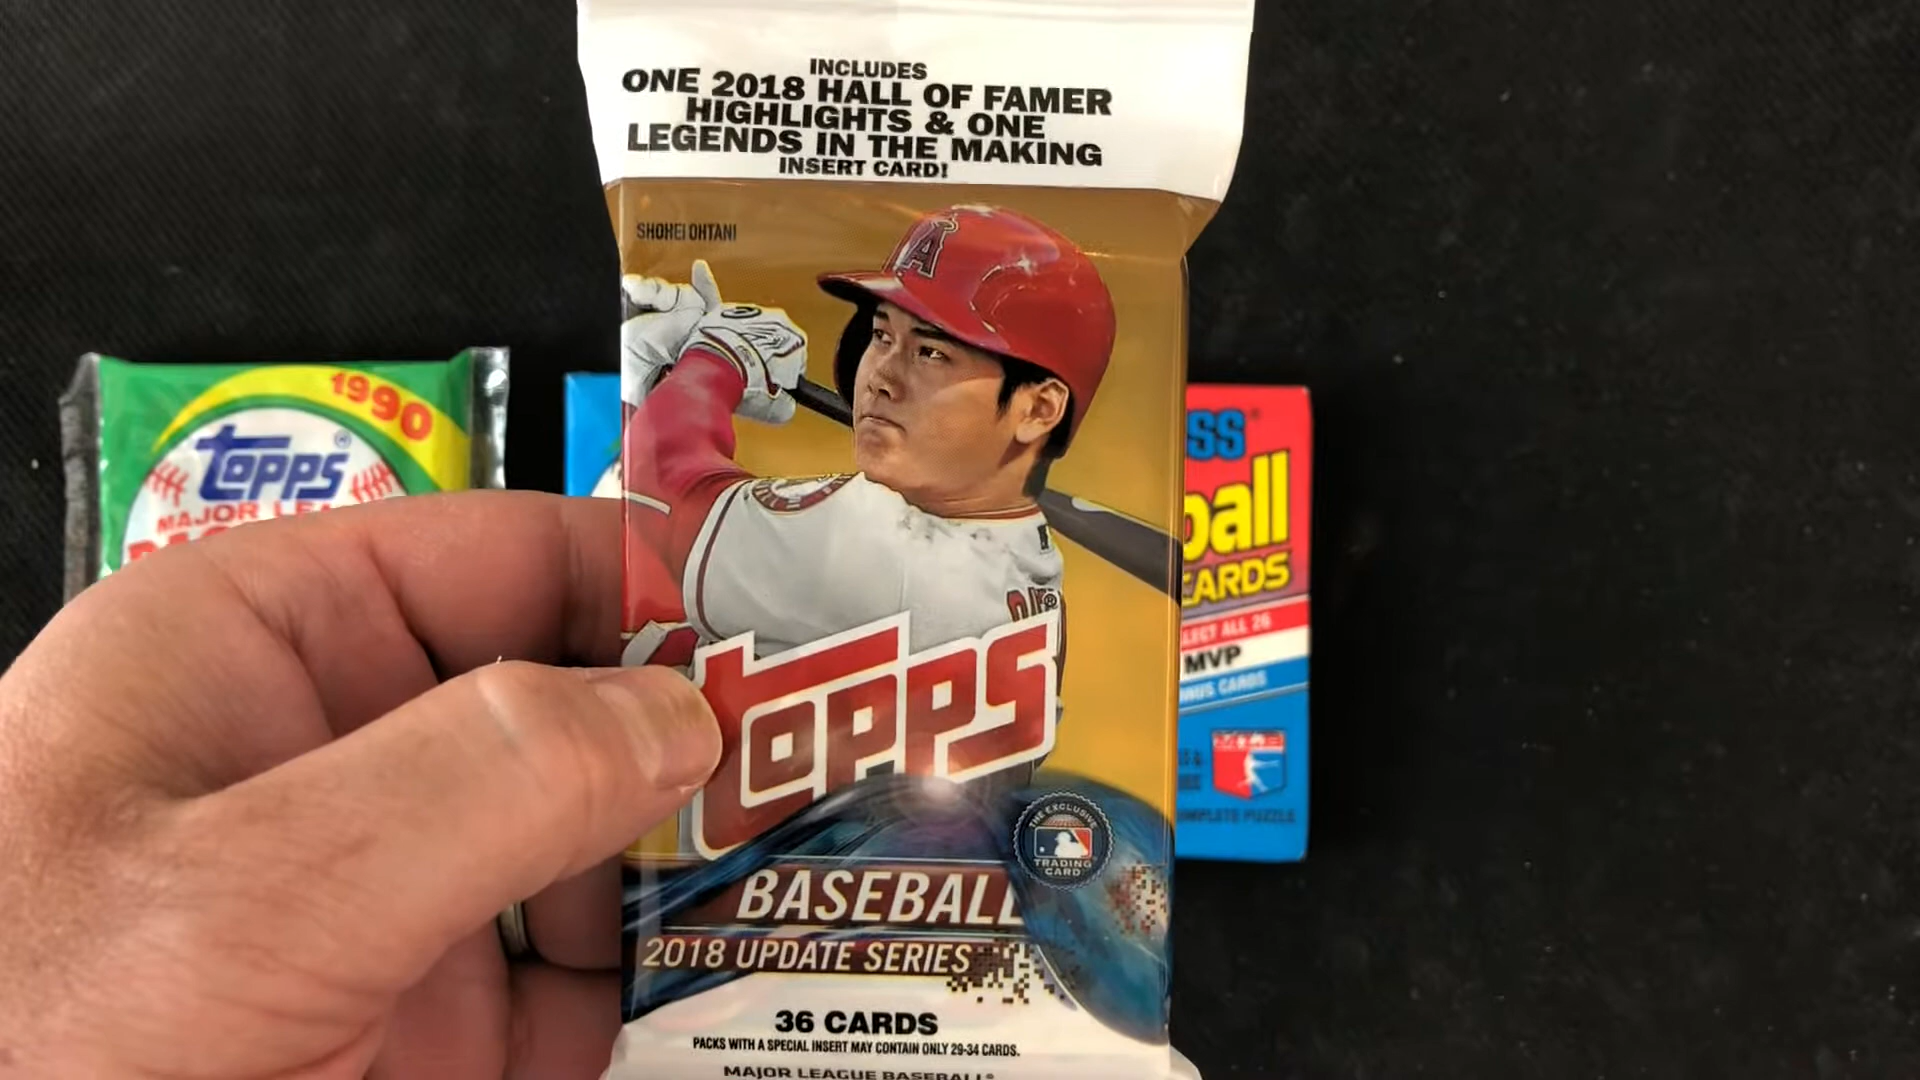 INCLUDES
ONE 2018 HALL OF FAMER
HIGHLIGHTS & ONE
LEGENDS IN THE MAKING
INSERT CARD!
SHOHEI OHTANI
A
TOPPS
®
THE EXCLUSIVE
TRADING
CARD
BASEBALL
2018 UPDATE SERIES
36 CARDS
PACKS WITH A SPECIAL INSERT MAY CONTAIN ONLY 29-34 CARDS.
MAJOR LEAGUE BASEBALL®
1990
TOPPS®
MAJOR
MVP
CARDS